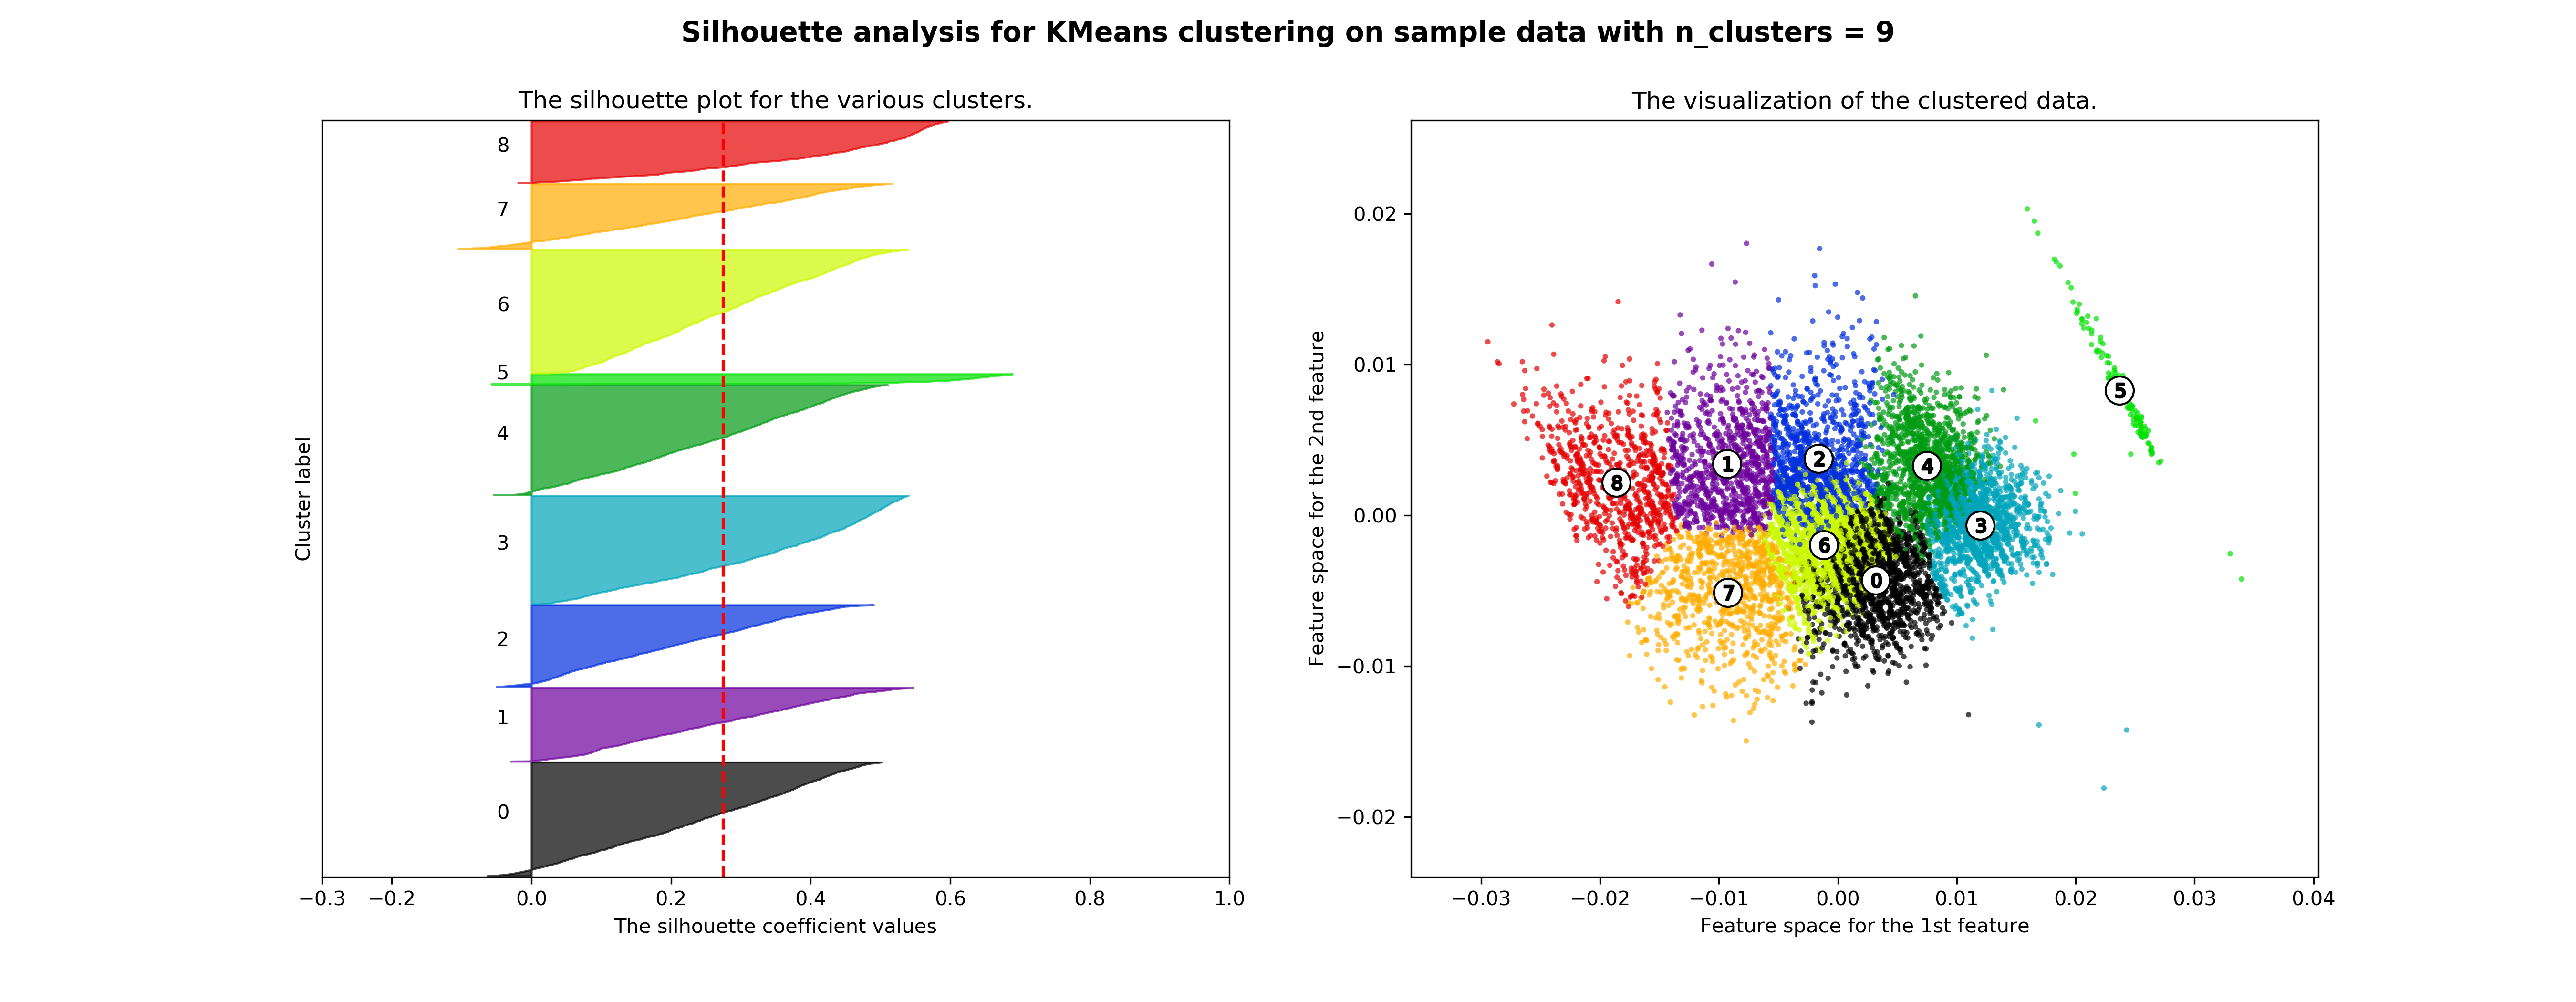 Silhouette analysis for KMeans clustering on sample data with n_clusters = 9
The silhouette plot for the various clusters.
8
7
6
5
4
3
2
1
0
Cluster label
−0.3 −0.2 0.0 0.2 0.4 0.6 0.8 1.0
The silhouette coefficient values
The visualization of the clustered data.
0.02
0.01
0.00
−0.01
−0.02
Feature space for the 2nd feature
5
1
2
4
8
3
6
0
7
−0.03 −0.02 −0.01 0.00 0.01 0.02 0.03 0.04
Feature space for the 1st feature